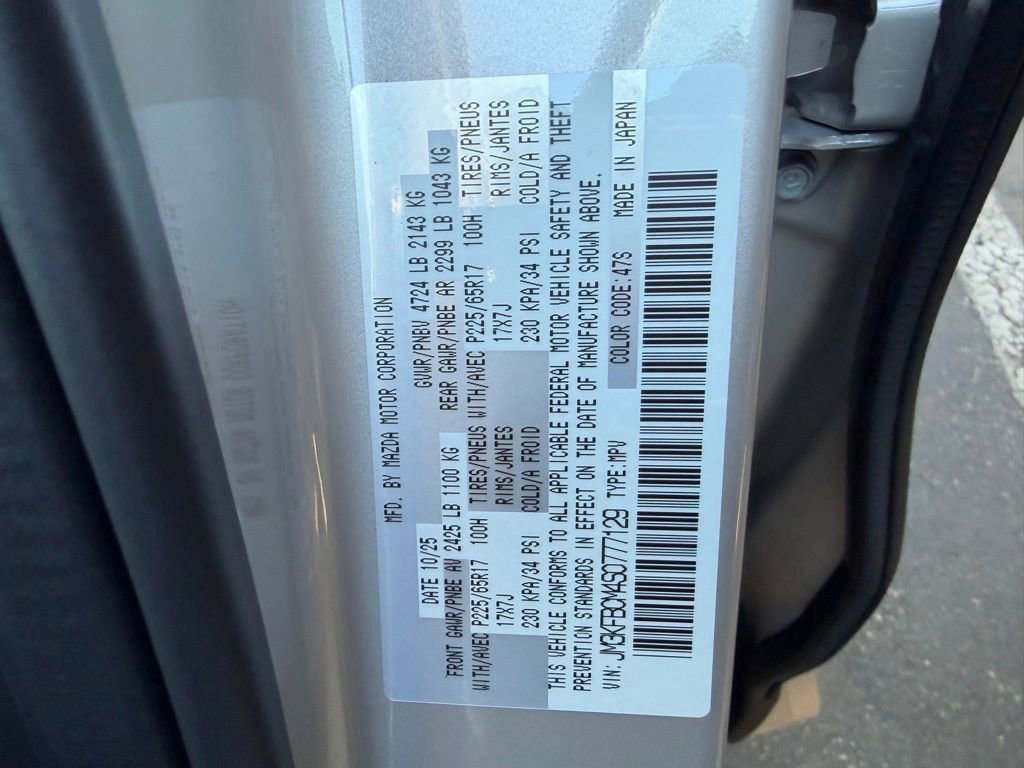 MFD. BY MAZDA MOTOR CORPORATION
DATE 10/25 GVWR/PNBV 4724 LB 2143 KG
FRONT GAWR/PNBE AV 2425 LB 1100 KG REAR GAWR/PNBE AR 2299 LB 1043 KG
WITH/AVEC P225/65R17 100H TIRES/PNEUS WITH/AVEC P225/65R17 100H TIRES/PNEUS
17X7J RIMS/JANTES 17X7J RIMS/JANTES
230 KPA/34 PSI COLD/A FROID 230 KPA/34 PSI COLD/A FROID
THIS VEHICLE CONFORMS TO ALL APPLICABLE FEDERAL MOTOR VEHICLE SAFETY AND THEFT
PREVENTION STANDARDS IN EFFECT ON THE DATE OF MANUFACTURE SHOWN ABOVE.
VIN:JM3KFBCM4S0777129 TYPE:MPV COLOR CODE:47S MADE IN JAPAN